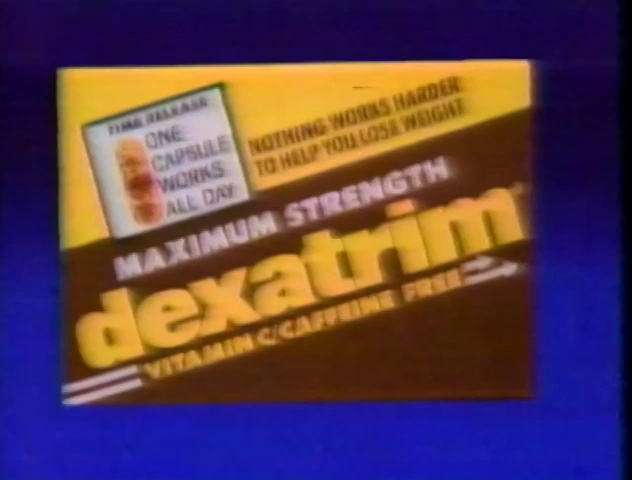 TIME RELEASE
ONE
CAPSULE
WORKS
ALL DAY
NOTHING WORKS HARDER
TO HELP YOU LOSE WEIGHT
MAXIMUM STRENGTH
dexatrim
VITAMIN C/CAFFEINE FREE